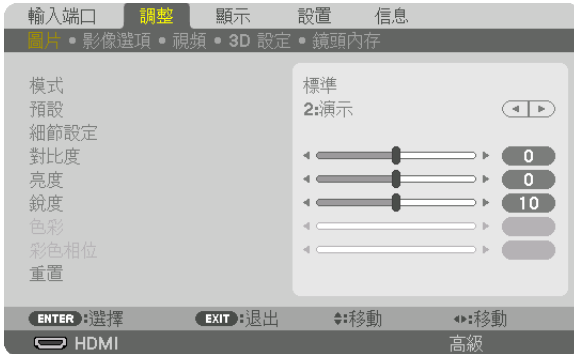 輸入端口 調整 顯示 設置 信息
圖片 • 影像選項 • 視頻 • 3D 設定 • 鏡頭內存
模式 標準
預設 2:演示
細節設定
對比度 0
亮度 0
銳度 10
色彩
彩色相位
重置
ENTER:選擇 EXIT:退出 :移動 :移動
HDMI 高級